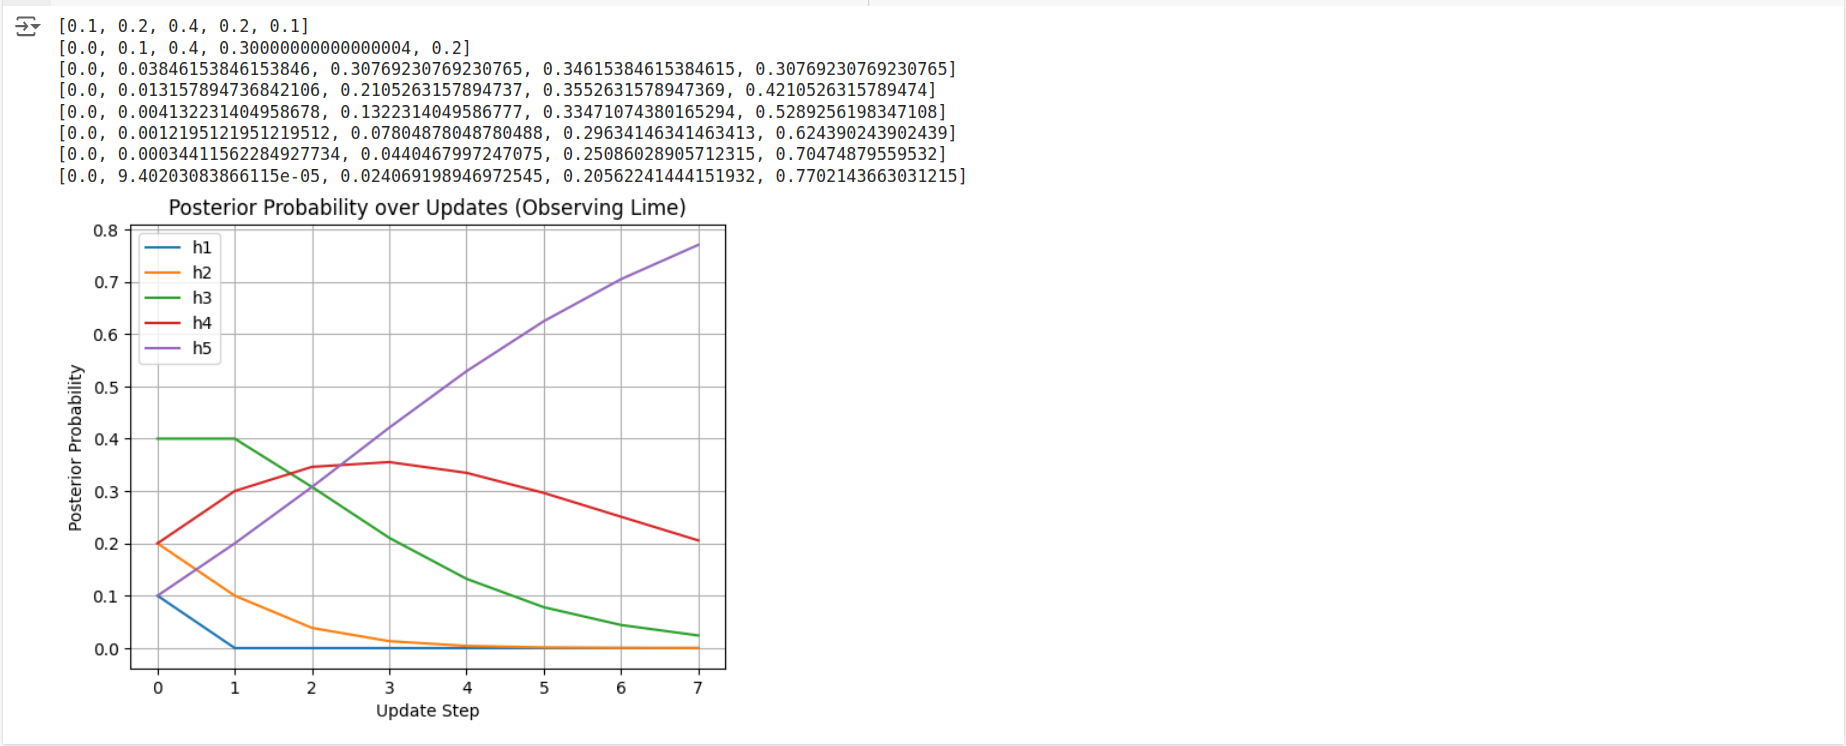 [0.1, 0.2, 0.4, 0.2, 0.1]
[0.0, 0.1, 0.4, 0.30000000000000004, 0.2]
[0.0, 0.03846153846153846, 0.30769230769230765, 0.34615384615384615, 0.30769230769230765]
[0.0, 0.013157894736842106, 0.2105263157894737, 0.3552631578947369, 0.4210526315789474]
[0.0, 0.004132231404958678, 0.1322314049586777, 0.334710743801652​94, 0.5289256198347108]
[0.0, 0.0012195121951219512, 0.07804878048780488, 0.29634146341463413, 0.624390243902439]
[0.0, 0.00034411562284927734, 0.0440467997247075, 0.25086028905712315, 0.70474879559532]
[0.0, 9.40203083866115e-05, 0.024069198946972545, 0.20562241444151932, 0.7702143663031215]
Posterior Probability over Updates (Observing Lime)
h1
h2
h3
h4
h5
0.8
0.7
0.6
0.5
0.4
0.3
0.2
0.1
0.0
Posterior Probability
0 1 2 3 4 5 6 7
Update Step